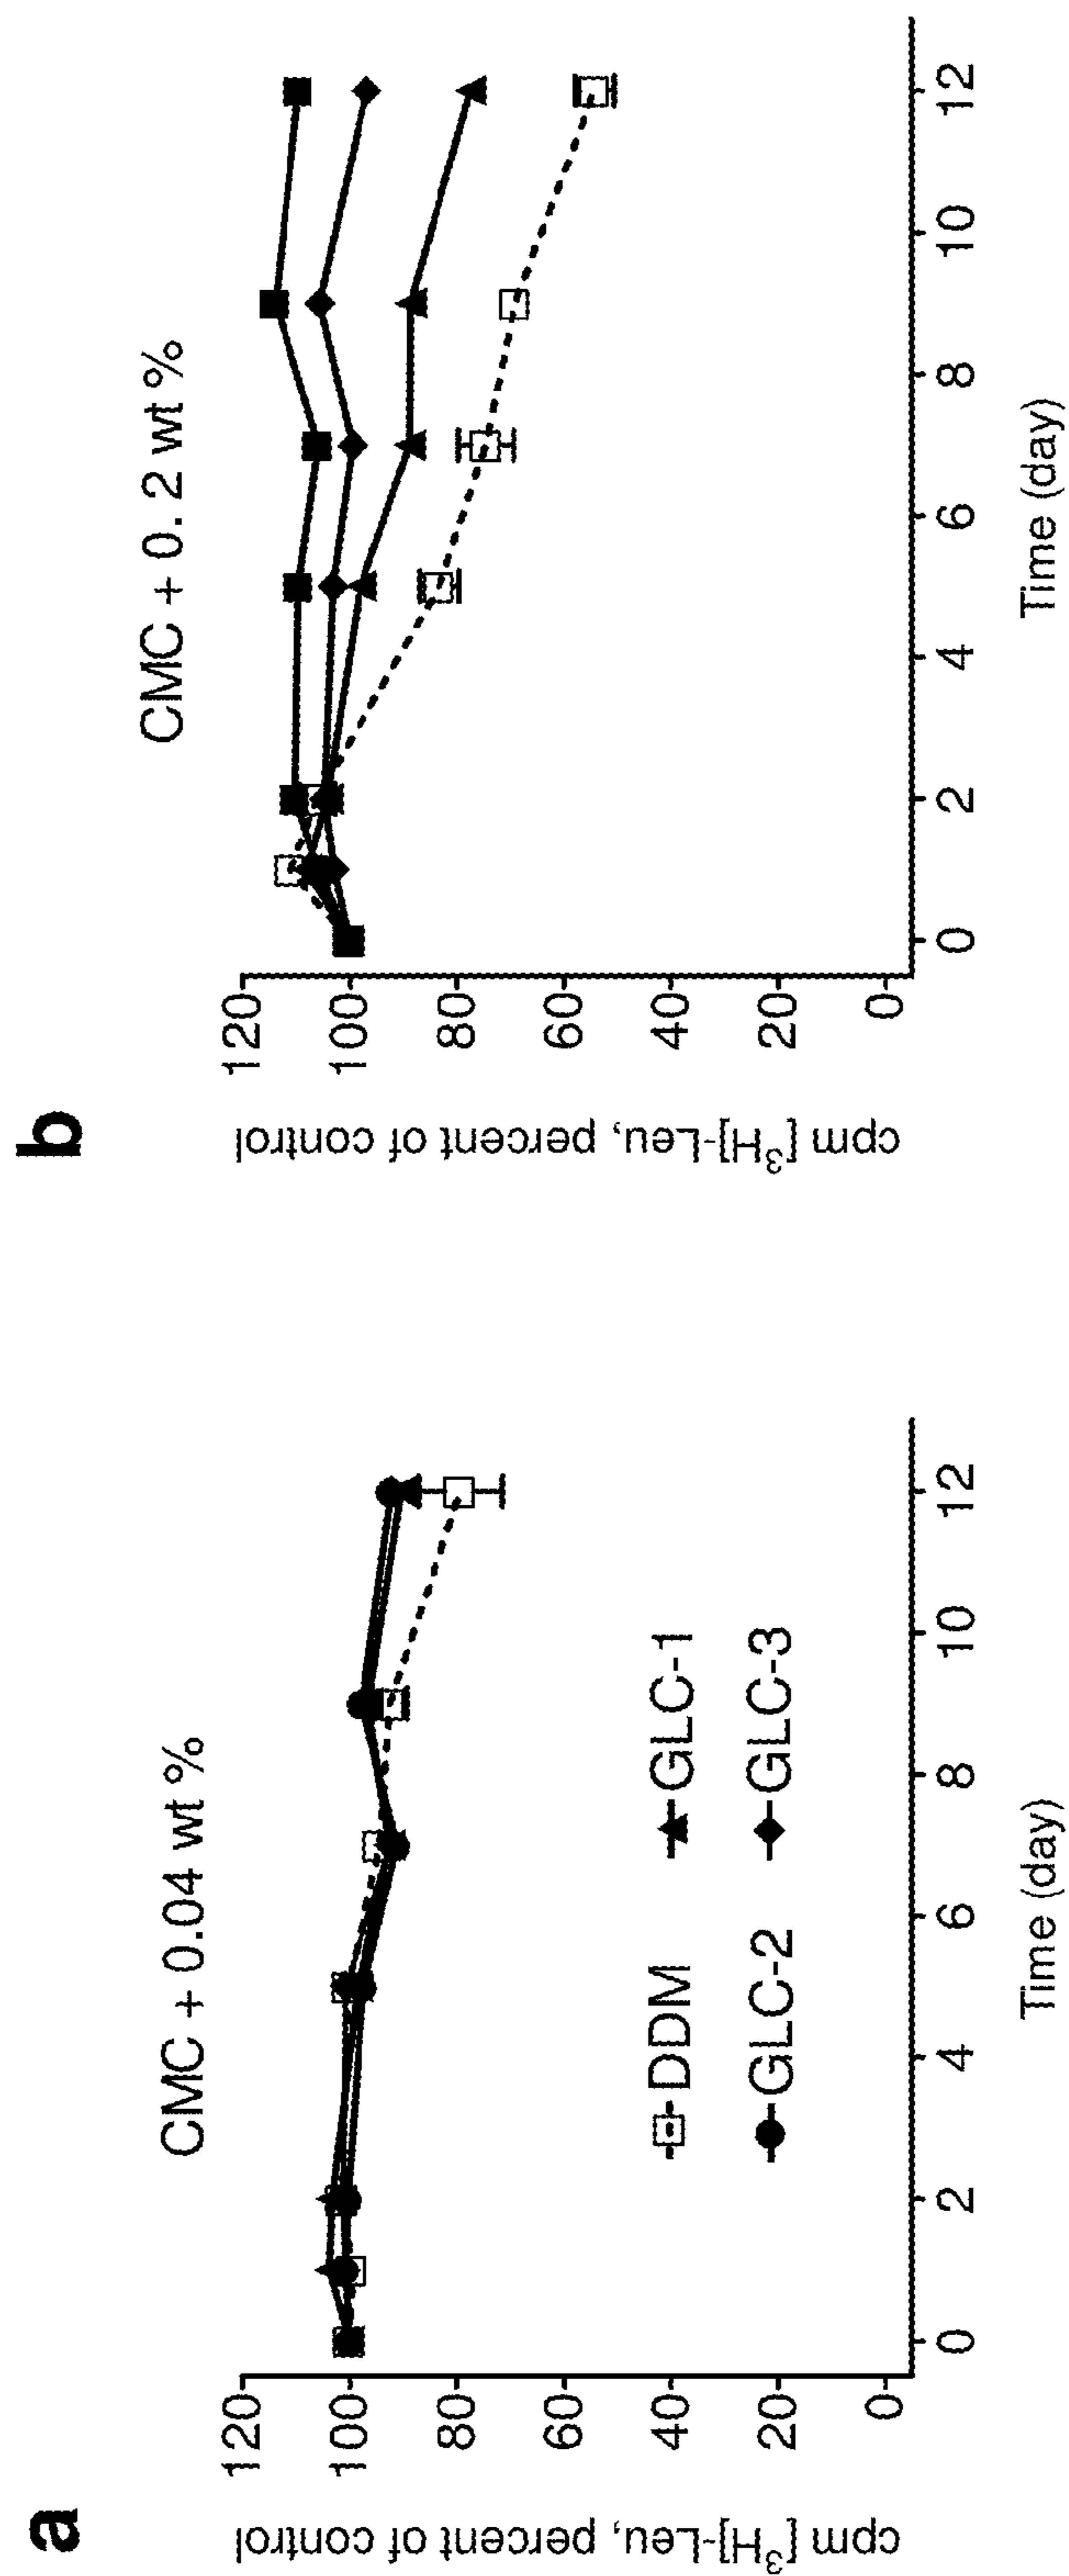 a
CMC + 0.04 wt %
cpm [³H]-Leu, percent of control
120
100
80
60
40
20
0
DDM
GLC-1
GLC-2
GLC-3
0 2 4 6 8 10 12
Time (day)
b
CMC + 0. 2 wt %
cpm [³H]-Leu, percent of control
120
100
80
60
40
20
0
0 2 4 6 8 10 12
Time (day)